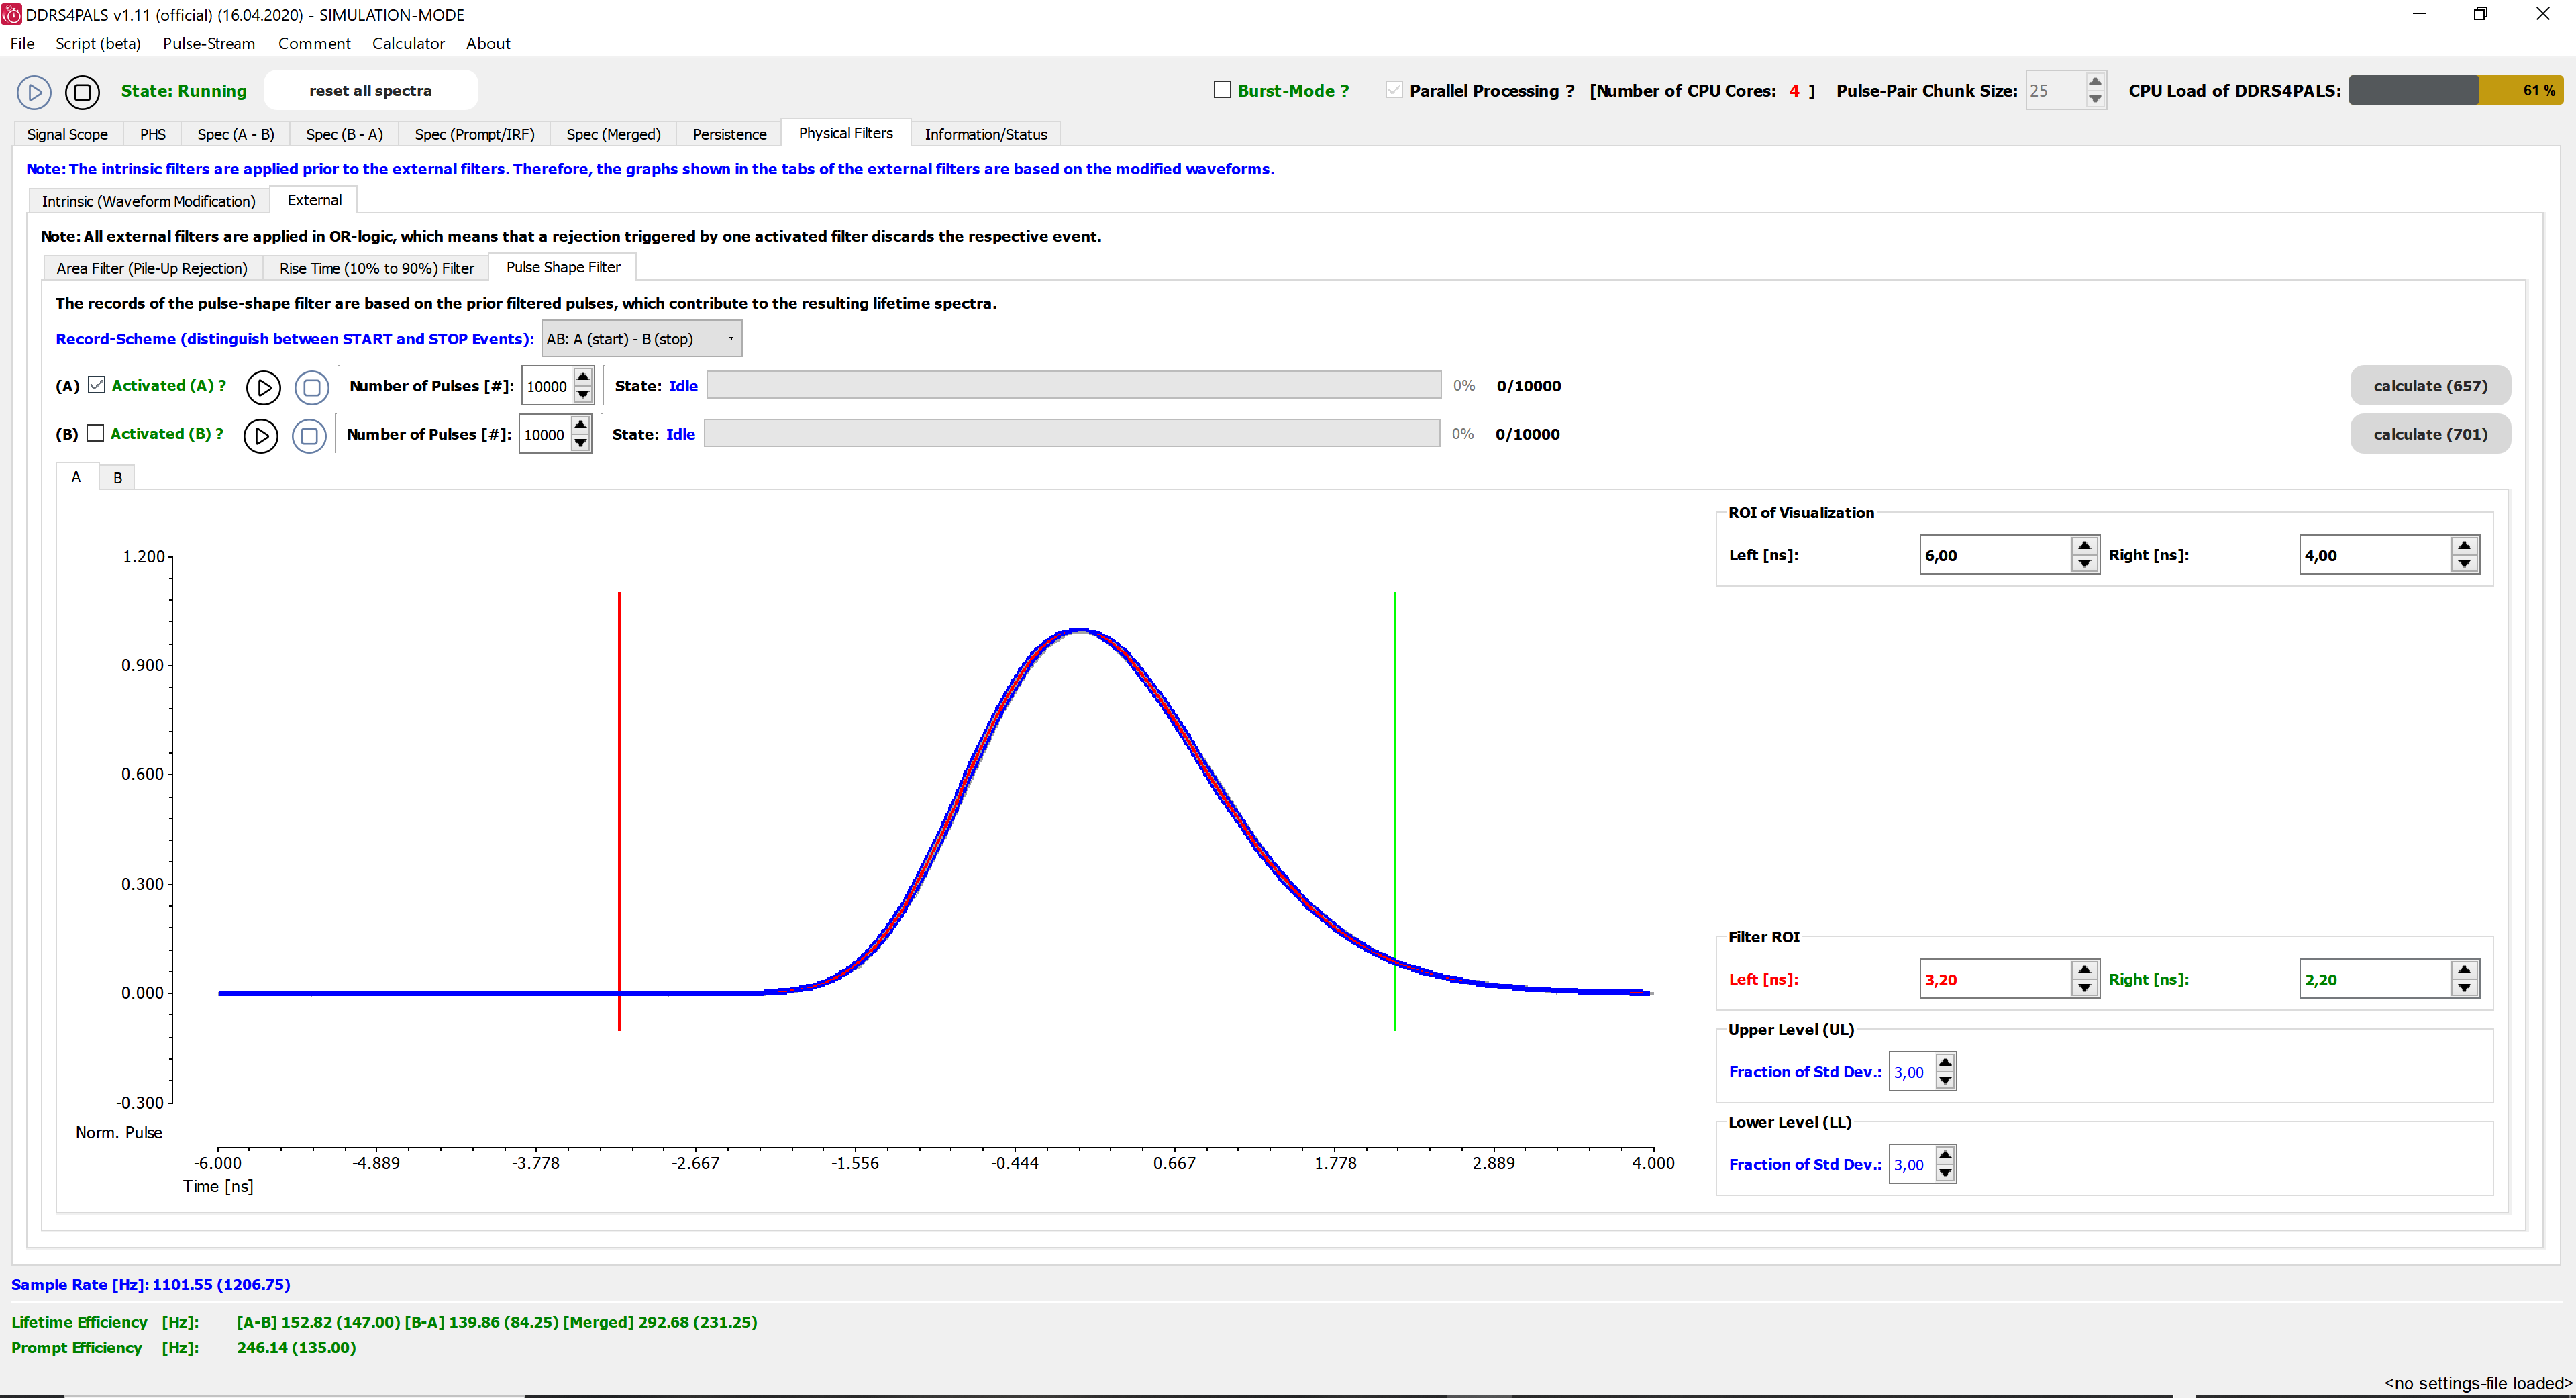 DDRS4PALS v1.11 (official) (16.04.2020) - SIMULATION-MODE
File Script (beta) Pulse-Stream Comment Calculator About
State: Running reset all spectra Burst-Mode ? Parallel Processing ? [Number of CPU Cores: 4 ] Pulse-Pair Chunk Size: 25 CPU Load of DDRS4PALS: 61 %
Signal Scope PHS Spec (A - B) Spec (B - A) Spec (Prompt/IRF) Spec (Merged) Persistence Physical Filters Information/Status
Note: The intrinsic filters are applied prior to the external filters. Therefore, the graphs shown in the tabs of the external filters are based on the modified waveforms.
Intrinsic (Waveform Modification) External
Note: All external filters are applied in OR-logic, which means that a rejection triggered by one activated filter discards the respective event.
Area Filter (Pile-Up Rejection) Rise Time (10% to 90%) Filter Pulse Shape Filter
The records of the pulse-shape filter are based on the prior filtered pulses, which contribute to the resulting lifetime spectra.
Record-Scheme (distinguish between START and STOP Events): AB: A (start) - B (stop)
(A) Activated (A) ? Number of Pulses [#]: 10000 State: Idle 0% 0/10000 calculate (657)
(B) Activated (B) ? Number of Pulses [#]: 10000 State: Idle 0% 0/10000 calculate (701)
A B
ROI of Visualization
Left [ns]: 6,00 Right [ns]: 4,00
1.200
0.900
0.600
0.300
0.000
-0.300
Norm. Pulse
-6.000 -4.889 -3.778 -2.667 -1.556 -0.444 0.667 1.778 2.889 4.000
Time [ns]
Filter ROI
Left [ns]: 3,20 Right [ns]: 2,20
Upper Level (UL)
Fraction of Std Dev.: 3,00
Lower Level (LL)
Fraction of Std Dev.: 3,00
Sample Rate [Hz]: 1101.55 (1206.75)
Lifetime Efficiency [Hz]: [A-B] 152.82 (147.00) [B-A] 139.86 (84.25) [Merged] 292.68 (231.25)
Prompt Efficiency [Hz]: 246.14 (135.00)
<no settings-file loaded>